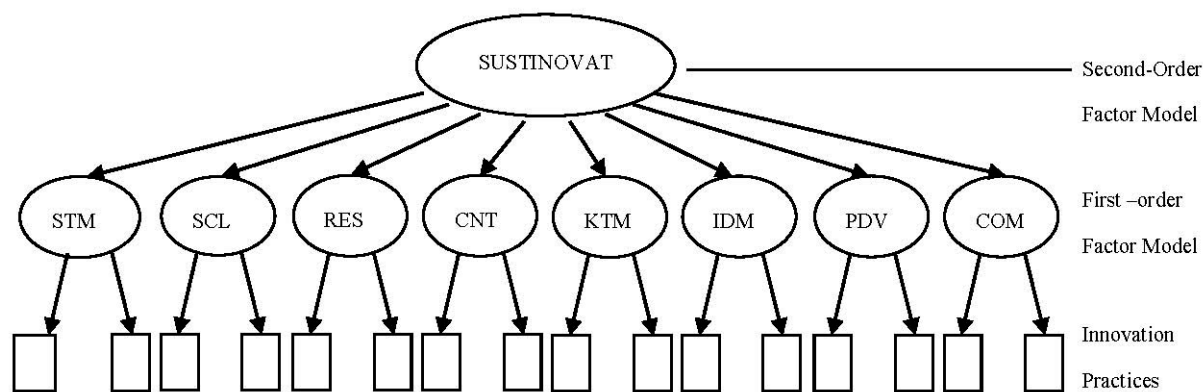 SUSTINOVAT
Second-Order
Factor Model
STM
SCL
RES
CNT
KTM
IDM
PDV
COM
First –order
Factor Model
Innovation
Practices